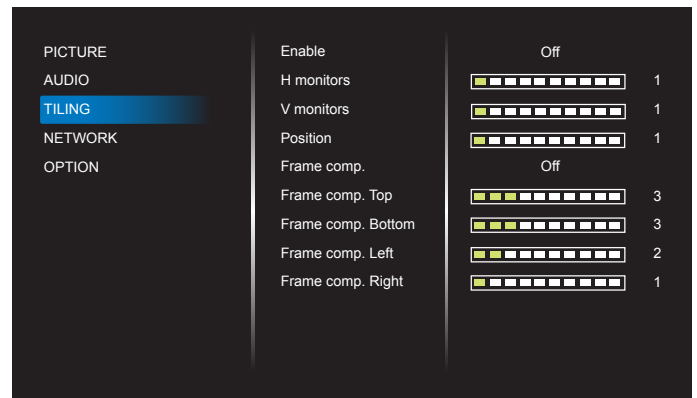 PICTURE
AUDIO
TILING
NETWORK
OPTION
Enable Off
H monitors 1
V monitors 1
Position 1
Frame comp. Off
Frame comp. Top 3
Frame comp. Bottom 3
Frame comp. Left 2
Frame comp. Right 1